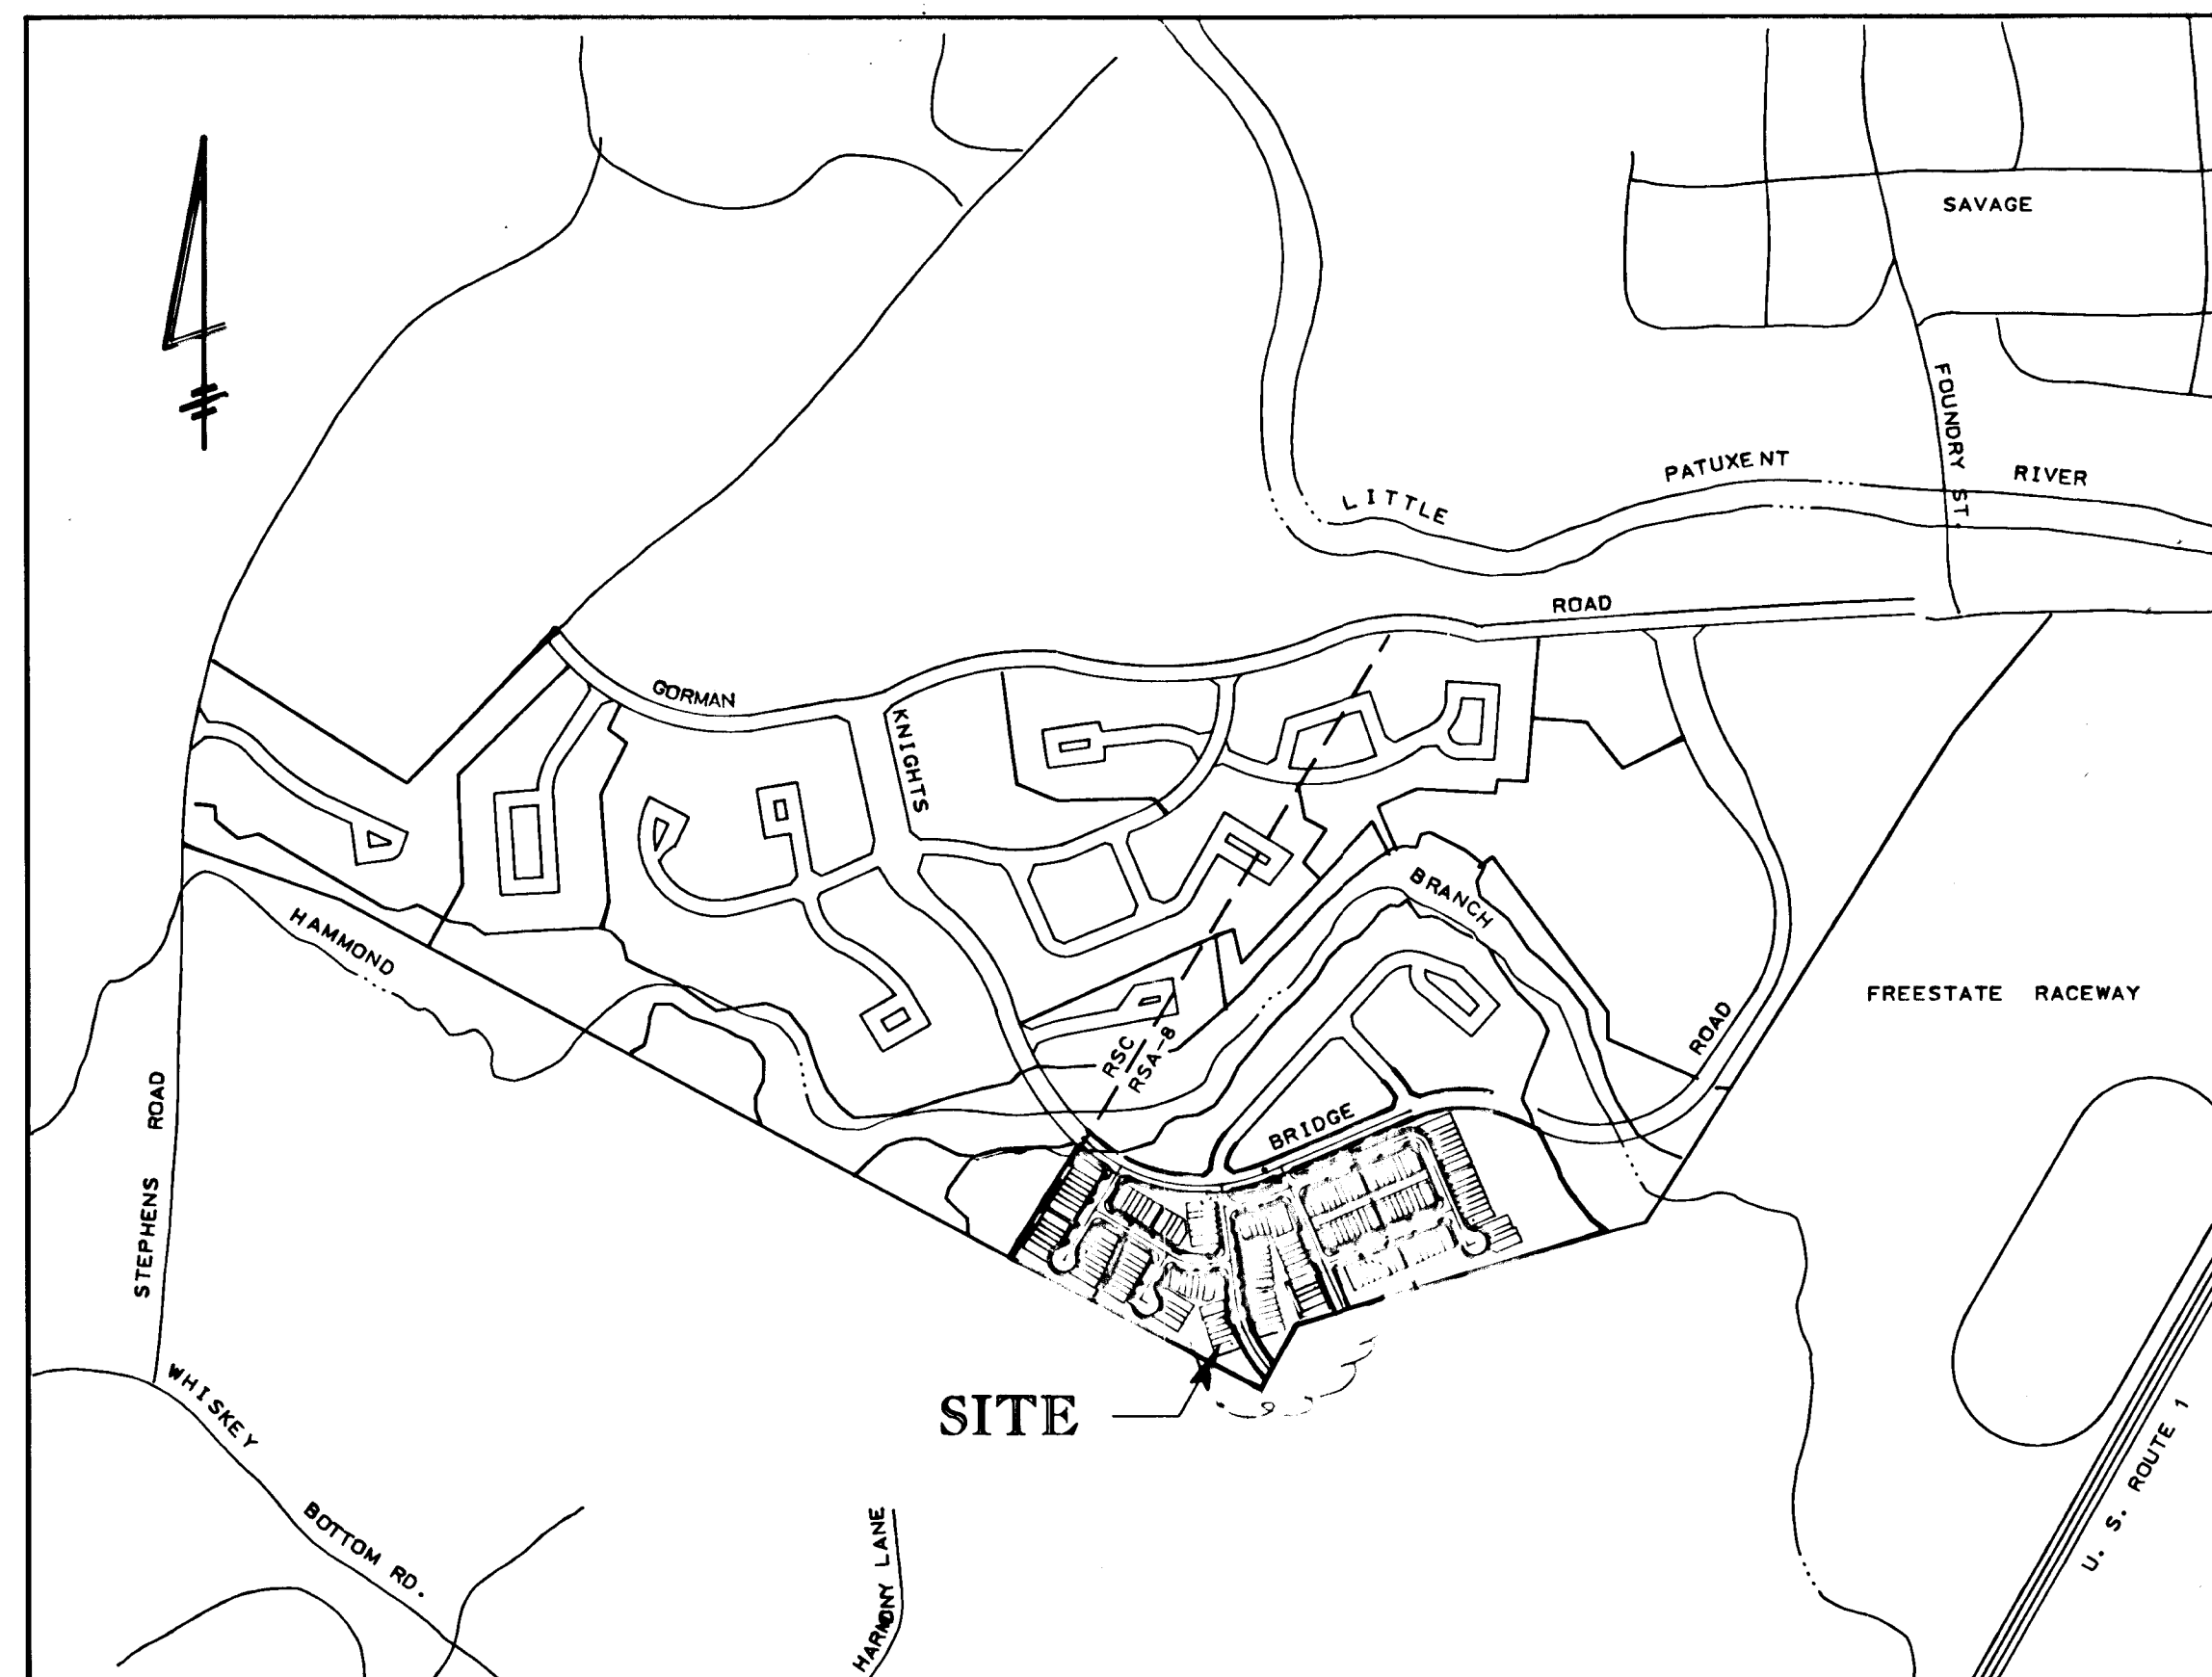 SAVAGE
FOUNDRY ST.
LITTLE PATUXENT RIVER
ROAD
GORMAN
KNIGHTS
BRANCH
HAMMOND
FREESTATE RACEWAY
ROAD
RSC
RSA-8
BRIDGE
STEPHENS ROAD
SITE
WHISKEY BOTTOM RD.
HARMONY LANE
U. S. ROUTE 1